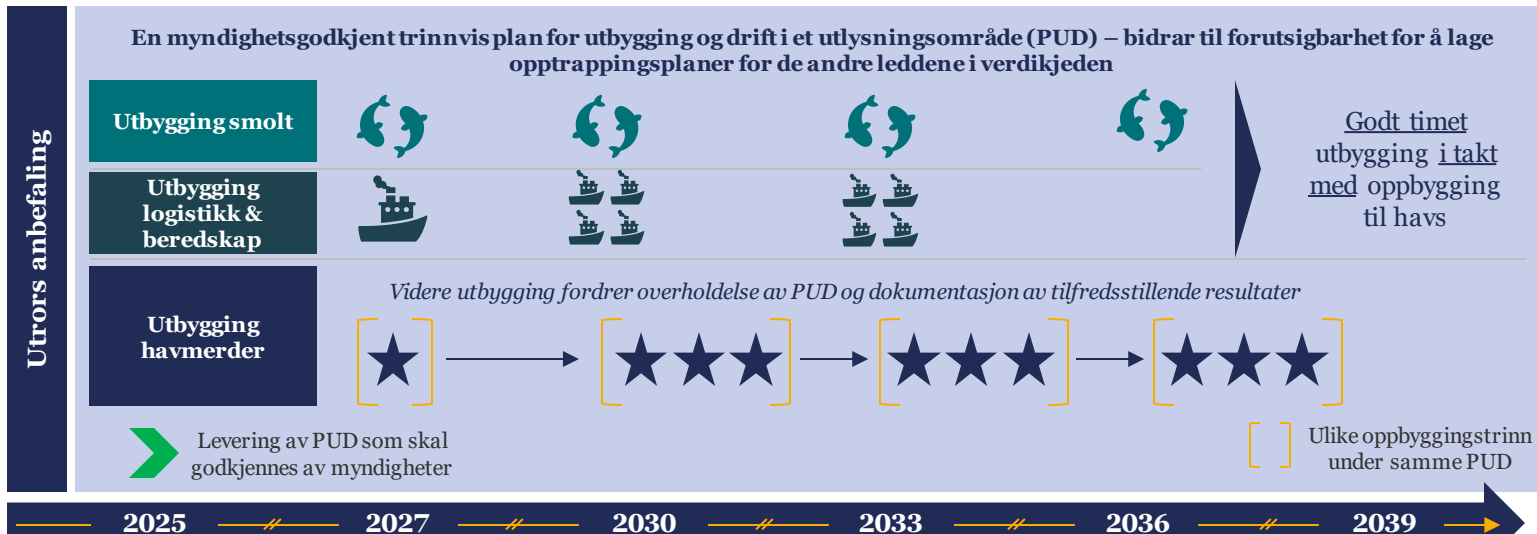 Utrors anbefaling
En myndighetsgodkjent trinnvis plan for utbygging og drift i et utlysningsområde (PUD) – bidrar til forutsigbarhet for å lage
opptrappingsplaner for de andre leddene i verdikjeden
Utbygging smolt
Utbygging
logistikk &
beredskap
Godt timet
utbygging i takt
med oppbygging
til havs
Utbygging
havmerder
Videre utbygging fordrer overholdelse av PUD og dokumentasjon av tilfredsstillende resultater
Levering av PUD som skal
godkjennes av myndigheter
Ulike oppbyggingstrinn
under samme PUD
2025 2027 2030 2033 2036 2039